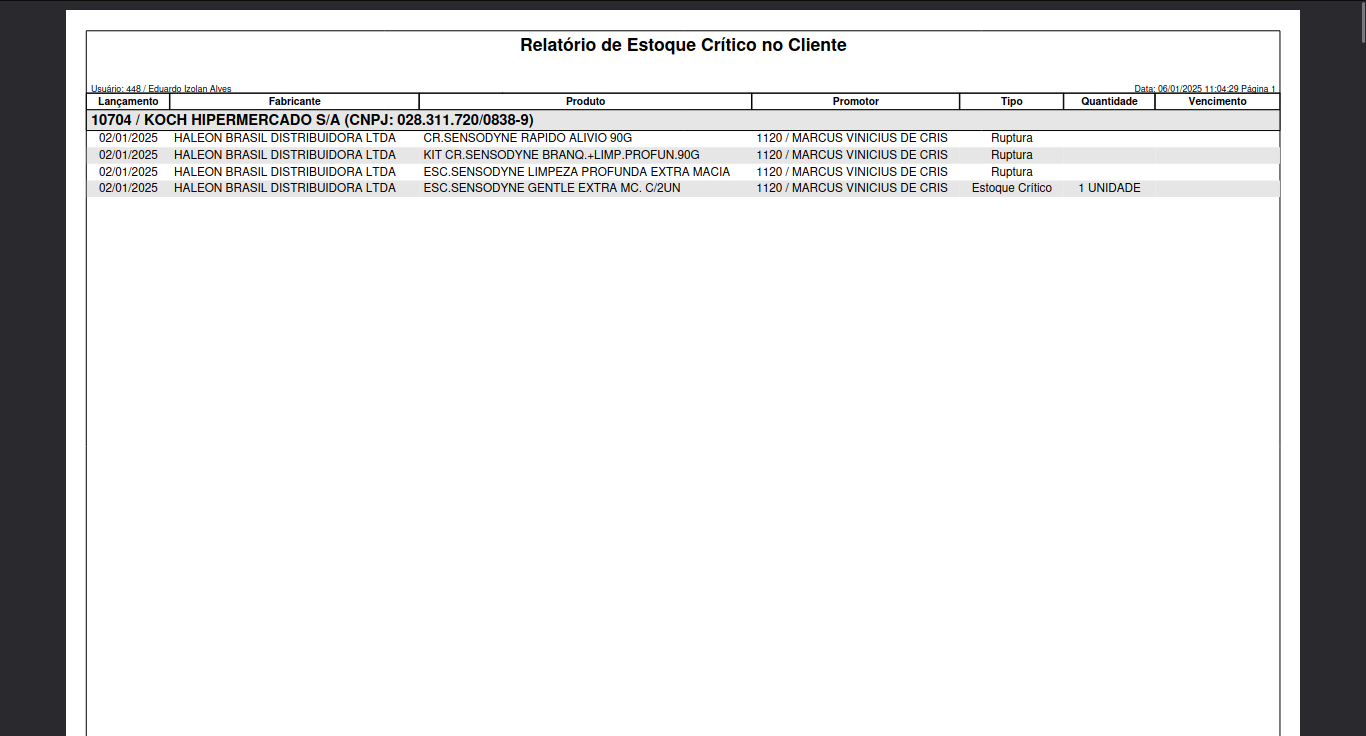 Relatório de Estoque Crítico no Cliente
Usuário: 448 / Eduardo Izolan Alves Data: 06/01/2025 11:04:29 Página 1
Lançamento Fabricante Produto Promotor Tipo Quantidade Vencimento
10704 / KOCH HIPERMERCADO S/A (CNPJ: 028.311.720/0838-9)
02/01/2025 HALEON BRASIL DISTRIBUIDORA LTDA CR.SENSODYNE RAPIDO ALIVIO 90G 1120 / MARCUS VINICIUS DE CRIS Ruptura
02/01/2025 HALEON BRASIL DISTRIBUIDORA LTDA KIT CR.SENSODYNE BRANQ.+LIMP.PROFUN.90G 1120 / MARCUS VINICIUS DE CRIS Ruptura
02/01/2025 HALEON BRASIL DISTRIBUIDORA LTDA ESC.SENSODYNE LIMPEZA PROFUNDA EXTRA MACIA 1120 / MARCUS VINICIUS DE CRIS Ruptura
02/01/2025 HALEON BRASIL DISTRIBUIDORA LTDA ESC.SENSODYNE GENTLE EXTRA MC. C/2UN 1120 / MARCUS VINICIUS DE CRIS Estoque Crítico 1 UNIDADE